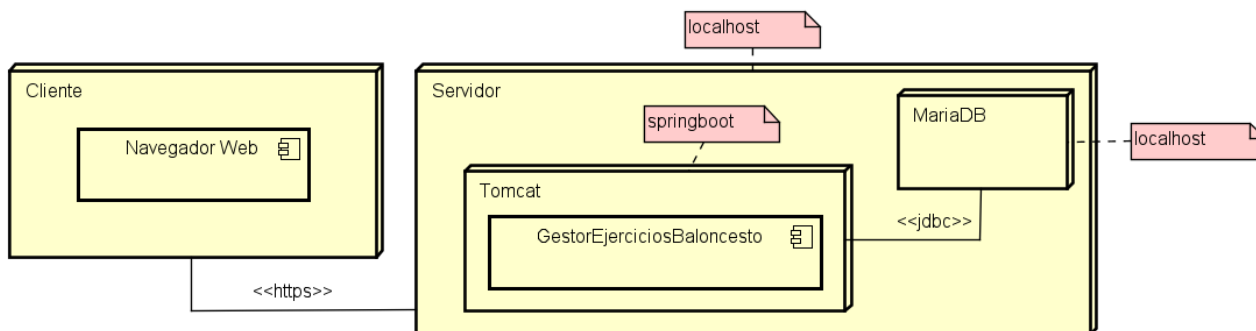 localhost
Cliente
Servidor
MariaDB
springboot
localhost
Navegador Web
Tomcat
<<jdbc>>
GestorEjerciciosBaloncesto
<<https>>